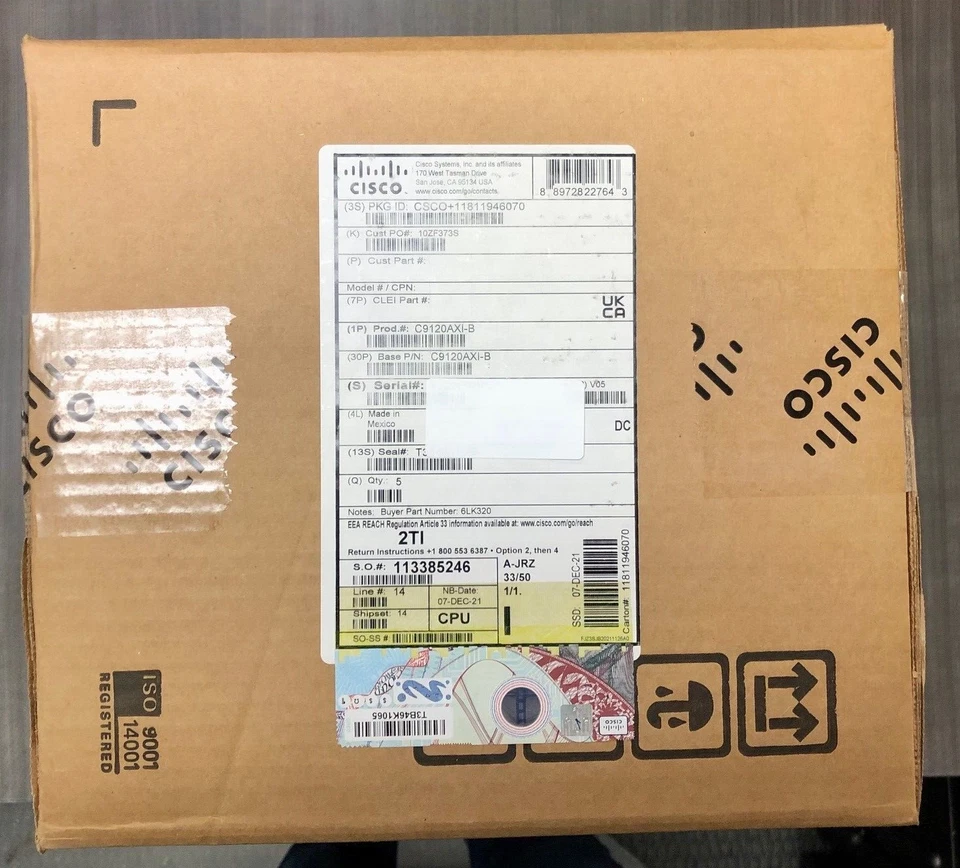 CISCO
Cisco Systems, Inc. and its affiliates
170 West Tasman Drive
San Jose, CA 95134 USA
www.cisco.com/go/contacts.
8 8972822764 3
(3S) PKG ID: CSCO+11811946070
(K) Cust PO#: 10ZF373S
(P) Cust Part #:
Model # / CPN:
(7P) CLEI Part #:
UK
CA
(1P) Prod.#: C9120AXI-B
(30P) Base P/N: C9120AXI-B
(S) Serial#:
V05
(4L) Made in
Mexico
DC
(13S) Seal#:
(Q) Qty.: 5
Notes: Buyer Part Number: 6LK320
EEA REACH Regulation Article 33 information available at: www.cisco.com/go/reach
2TI
Return Instructions +1 800 553 6387 • Option 2, then 4
S.O.#: 113385246
A-JRZ
33/50
Line #: 14
NB-Date:
07-DEC-21
1/1.
Shipset: 14
CPU
SO-SS #
SSD: 07-DEC-21
Carton# 11811946070
T3B46K1065
CISCO
CISCO
CISCO
CISCO
ISO 9001
14001
REGISTERED